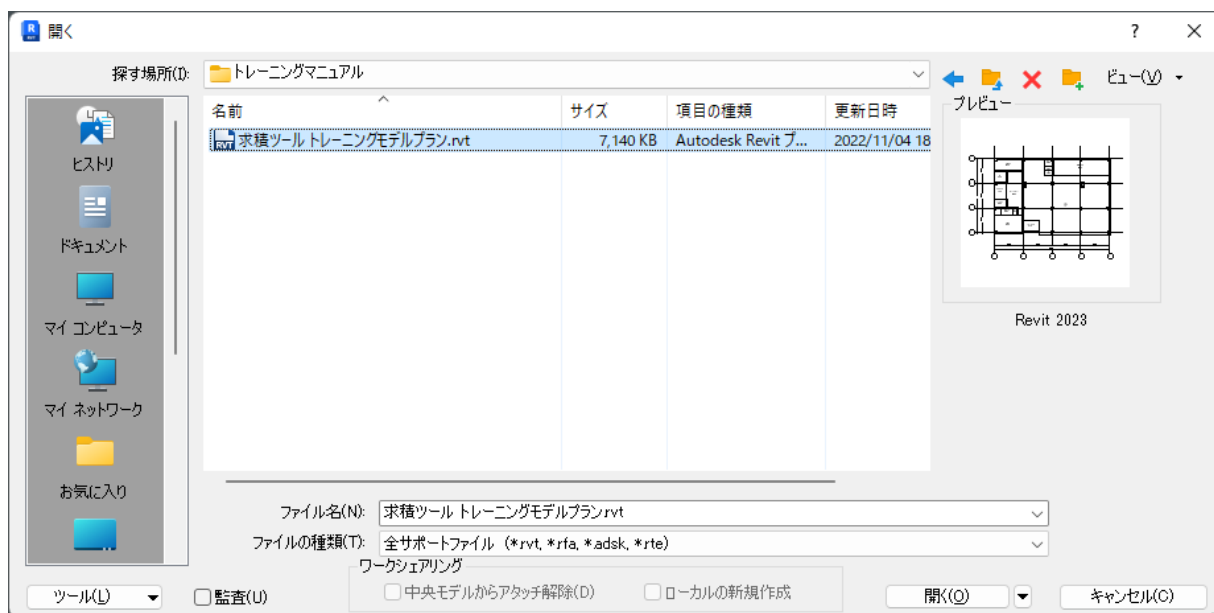 開く
?
探す場所(I):
トレーニングマニュアル
ビュー(V)
名前
サイズ
項目の種類
更新日時
プレビュー
求積ツール トレーニングモデルプラン.rvt
7,140 KB
Autodesk Revit プ...
2022/11/04 18
ヒストリ
ドキュメント
マイ コンピュータ
マイ ネットワーク
お気に入り
Revit 2023
ファイル名(N):
求積ツール トレーニングモデルプラン.rvt
ファイルの種類(T):
全サポートファイル (*.rvt, *.rfa, *.adsk, *.rte)
ワークシェアリング
ツール(L)
監査(U)
中央モデルからアタッチ解除(D)
ローカルの新規作成
開く(O)
キャンセル(C)